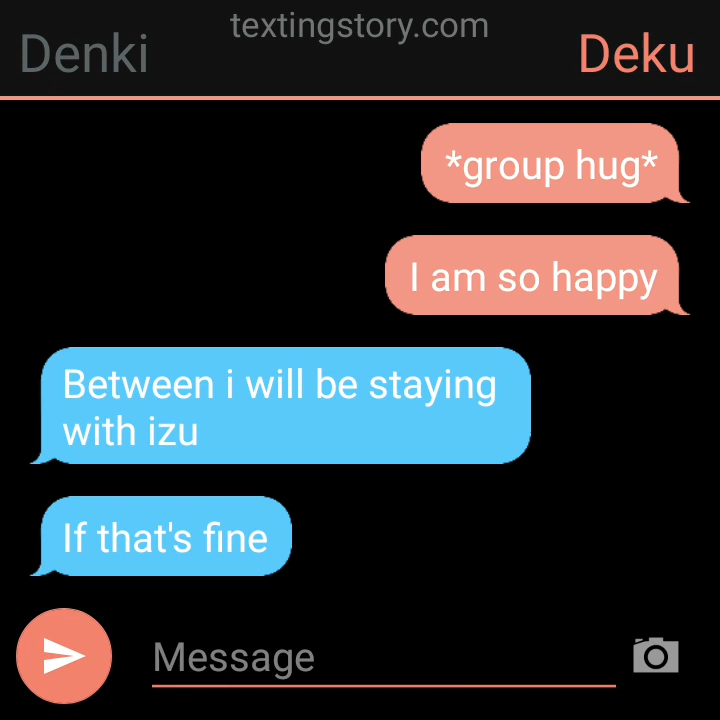 textingstory.com
Denki
Deku
*group hug*
I am so happy
Between i will be staying
with izu
If that's fine
Message